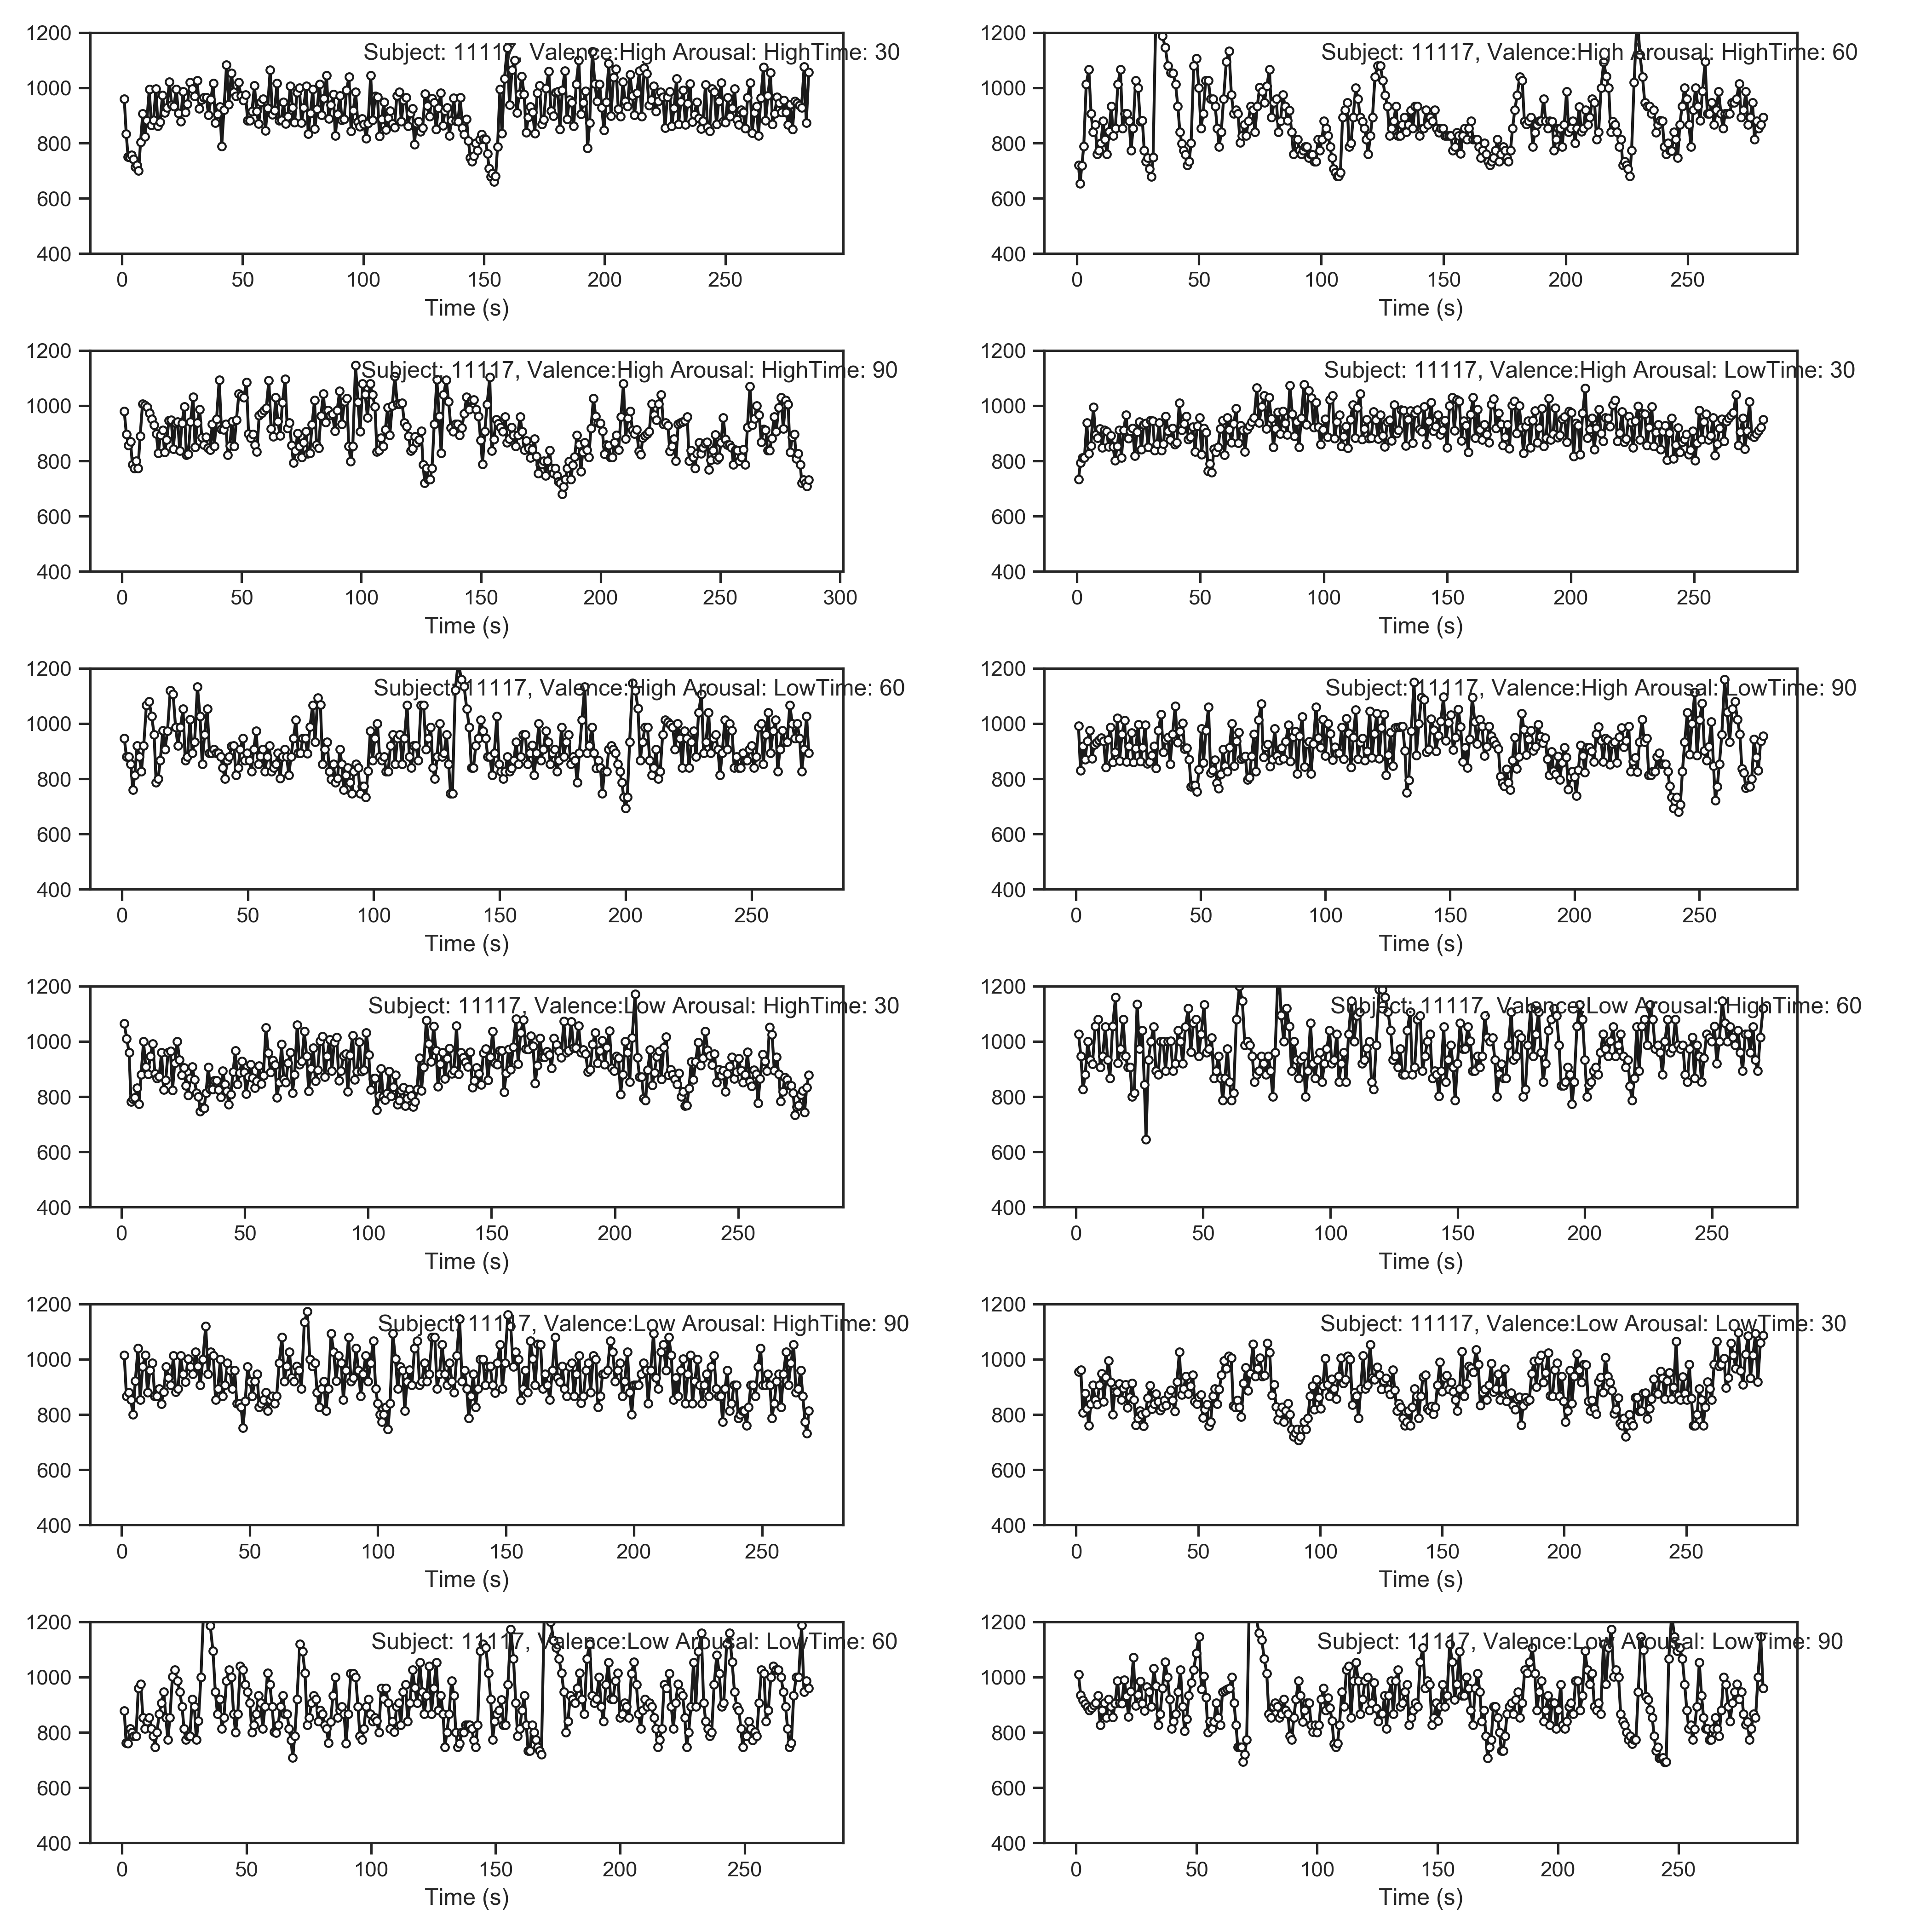 Subject: 11117, Valence:High Arousal: HighTime: 30
1200
1000
800
600
400
0 50 100 150 200 250
Time (s)
Subject: 11117, Valence:High Arousal: HighTime: 60
1200
1000
800
600
400
0 50 100 150 200 250
Time (s)
Subject: 11117, Valence:High Arousal: HighTime: 90
1200
1000
800
600
400
0 50 100 150 200 250 300
Time (s)
Subject: 11117, Valence:High Arousal: LowTime: 30
1200
1000
800
600
400
0 50 100 150 200 250
Time (s)
Subject: 11117, Valence:High Arousal: LowTime: 60
1200
1000
800
600
400
0 50 100 150 200 250
Time (s)
Subject: 11117, Valence:High Arousal: LowTime: 90
1200
1000
800
600
400
0 50 100 150 200 250
Time (s)
Subject: 11117, Valence:Low Arousal: HighTime: 30
1200
1000
800
600
400
0 50 100 150 200 250
Time (s)
Subject: 11117, Valence:Low Arousal: HighTime: 60
1200
1000
800
600
400
0 50 100 150 200 250
Time (s)
Subject: 11117, Valence:Low Arousal: HighTime: 90
1200
1000
800
600
400
0 50 100 150 200 250
Time (s)
Subject: 11117, Valence:Low Arousal: LowTime: 30
1200
1000
800
600
400
0 50 100 150 200 250
Time (s)
Subject: 11117, Valence:Low Arousal: LowTime: 60
1200
1000
800
600
400
0 50 100 150 200 250
Time (s)
Subject: 11117, Valence:Low Arousal: LowTime: 90
1200
1000
800
600
400
0 50 100 150 200 250
Time (s)